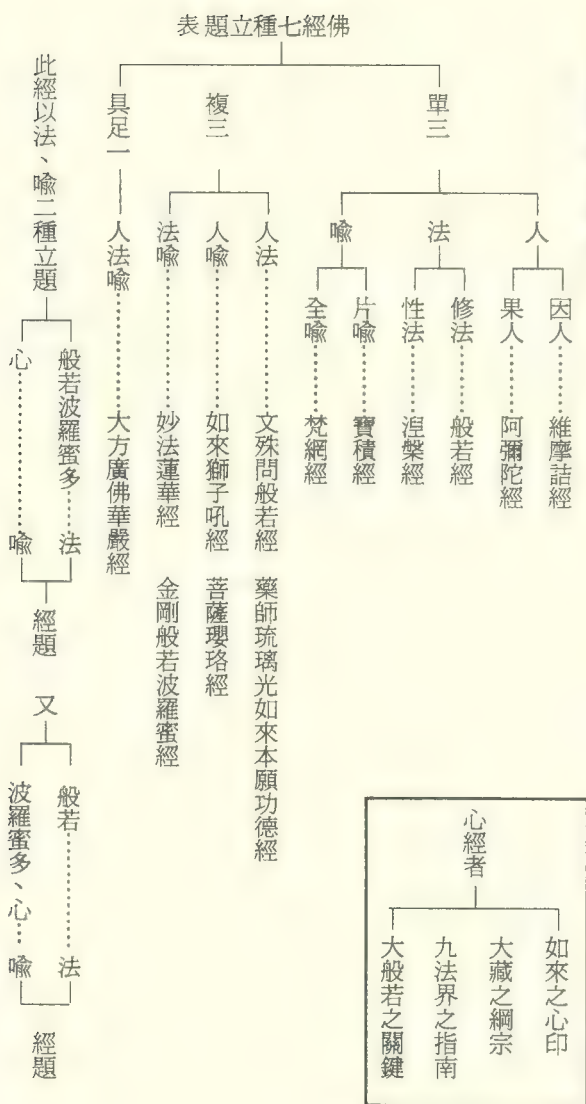 佛經七種立題表
單三
人
因人………維摩詰經
果人………阿彌陀經
法
修法………般若經
性法………涅槃經
喻
片喻………寶積經
全喻………梵網經
複三
人法………文殊問般若經　藥師琉璃光如來本願功德經
人喻………如來獅子吼經　菩薩瓔珞經
法喻………妙法蓮華經　金剛般若波羅蜜經
具足一
人法喻………大方廣佛華嚴經
心經者
如來之心印
大藏之綱宗
九法界之指南
大般若之關鍵
此經以法、喻二種立題
般若波羅蜜多……法
心………喻
經題
又
般若………法
波羅蜜多、心…喻
經題